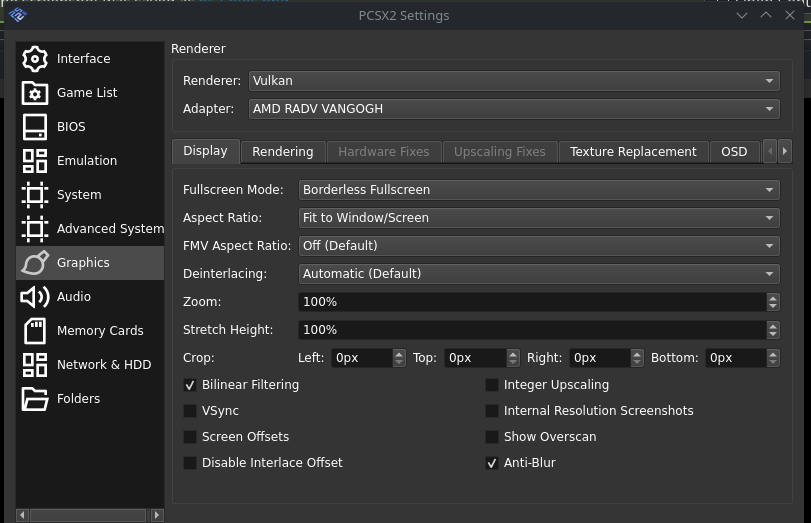 PCSX2 Settings
Interface
Game List
BIOS
Emulation
System
Advanced System
Graphics
Audio
Memory Cards
Network & HDD
Folders
Renderer
Renderer: Vulkan
Adapter: AMD RADV VANGOGH
Display Rendering Hardware Fixes Upscaling Fixes Texture Replacement OSD
Fullscreen Mode: Borderless Fullscreen
Aspect Ratio: Fit to Window/Screen
FMV Aspect Ratio: Off (Default)
Deinterlacing: Automatic (Default)
Zoom: 100%
Stretch Height: 100%
Crop: Left: 0px Top: 0px Right: 0px Bottom: 0px
Bilinear Filtering Integer Upscaling
VSync Internal Resolution Screenshots
Screen Offsets Show Overscan
Disable Interlace Offset Anti-Blur